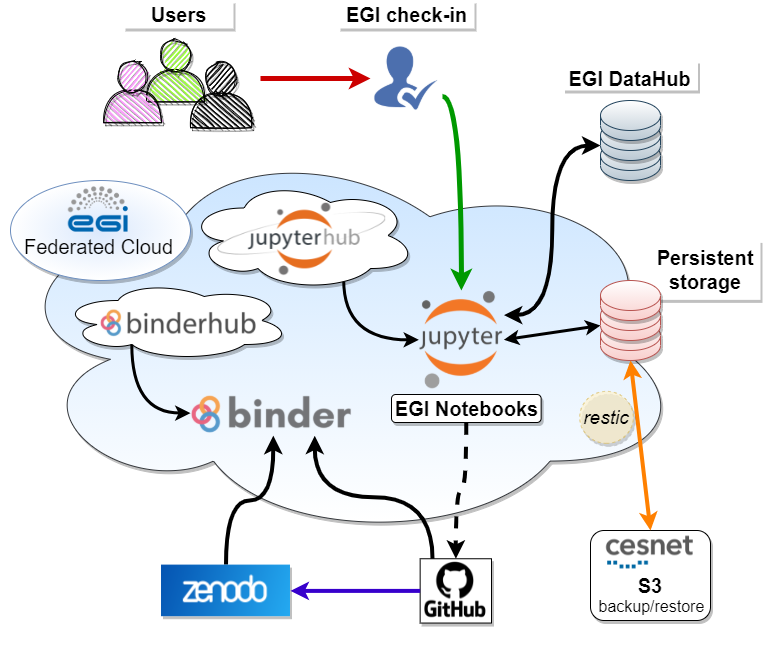 Users
EGI check-in
EGI DataHub
EGI
Federated Cloud
jupyterhub
Persistent
storage
binderhub
jupyter
EGI Notebooks
binder
restic
cesnet
S3
backup/restore
zenodo
GitHub